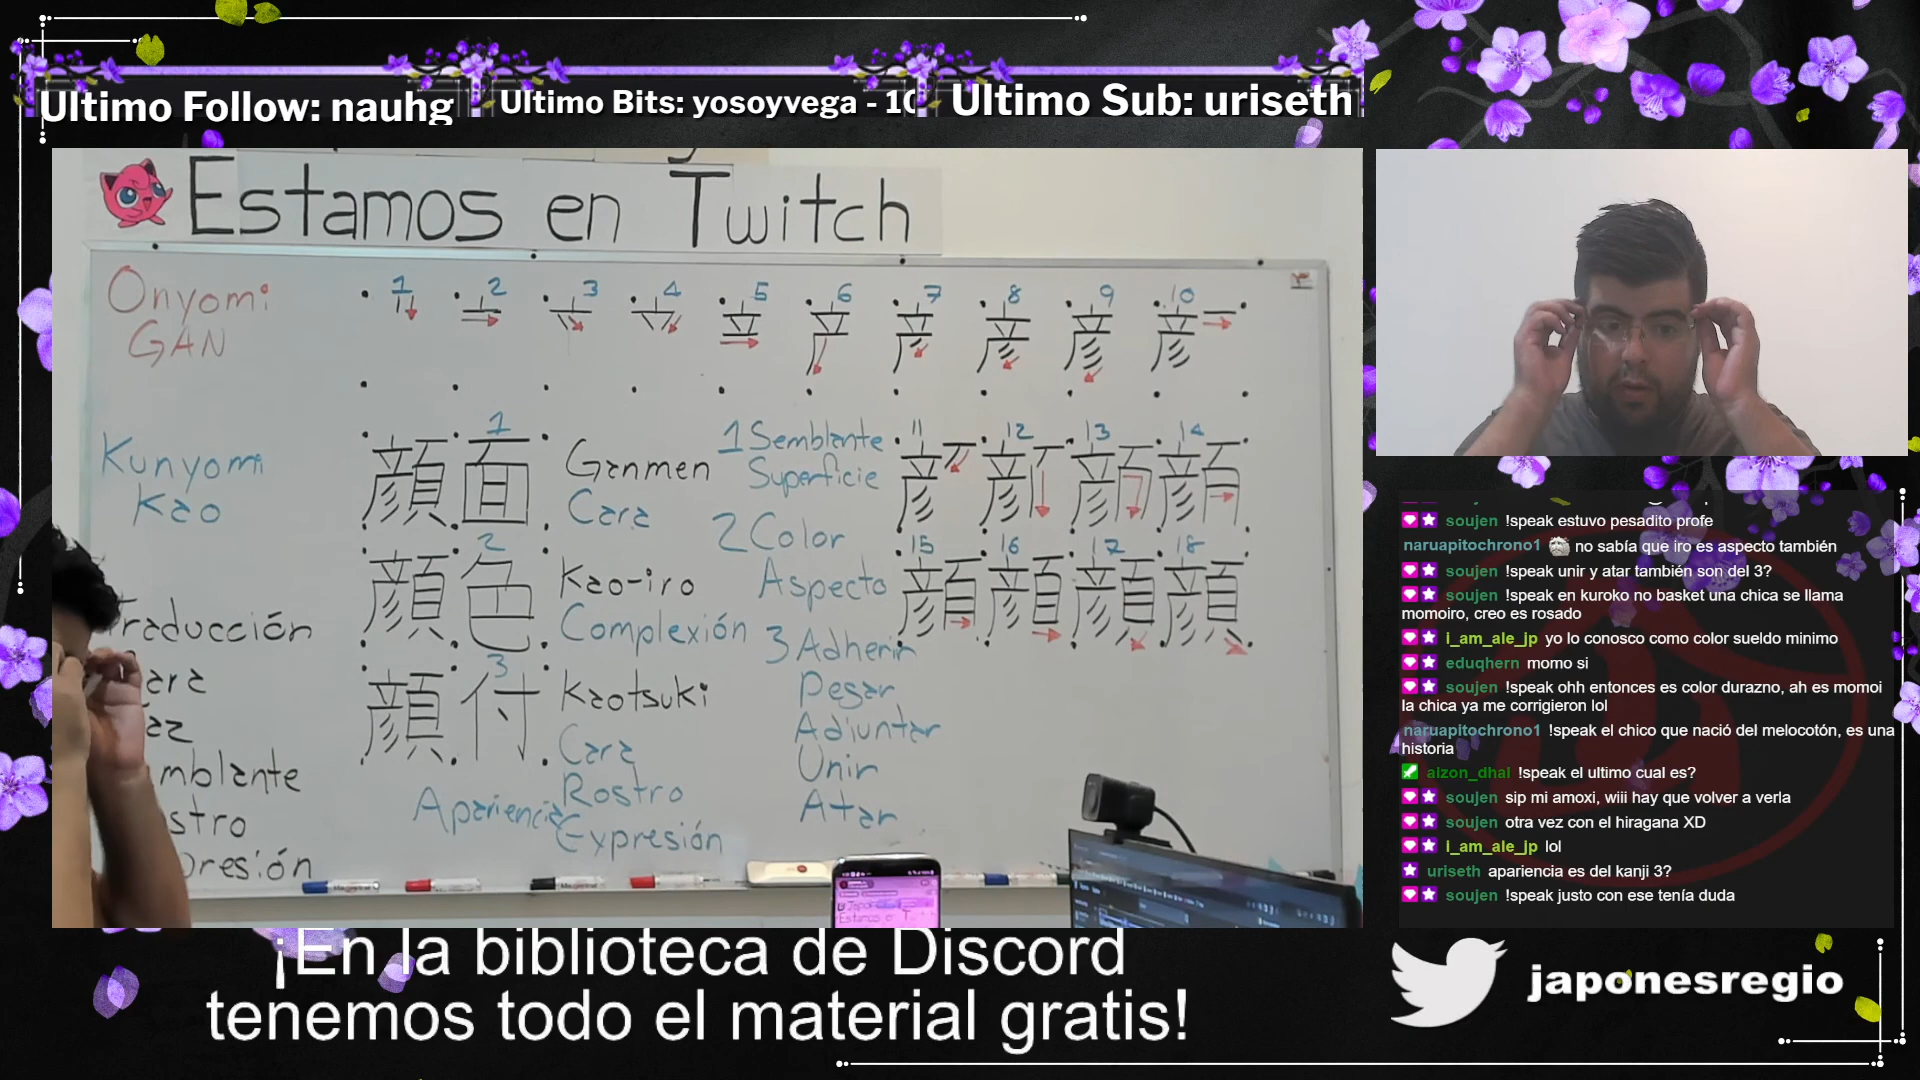 Ultimo Follow: nauhg
Ultimo Bits: yosoyvega - 10
Ultimo Sub: uriseth
Estamos en Twitch
Onyomi
GAN
1 2 3 4 5 6 7 8 9 10
Kunyomi
Kao
Traducción
mblante
stro
presión
1
顔面
Ganmen
Cara
2
顔色
Kao-iro
Complexión
3
顔付
Kaotsuki
Cara
Rostro
Apariencia
Expresión
1 Semblante
Superficie
2 Color
Aspecto
3 Adherir
Pegar
Adjuntar
Unir
Atar
11 12 13 14
15 16 17 18
soujen !speak estuvo pesadito profe
naruapitochrono1 no sabía que iro es aspecto también
soujen !speak unir y atar también son del 3?
soujen !speak en kuroko no basket una chica se llama
momoiro, creo es rosado
i_am_ale_jp yo lo conosco como color sueldo minimo
eduqhern momo si
soujen !speak ohh entonces es color durazno, ah es momoi
la chica ya me corrigieron lol
naruapitochrono1 !speak el chico que nació del melocotón, es una
historia
alzon_dhal !speak el ultimo cual es?
soujen sip mi amoxi, wiii hay que volver a verla
soujen otra vez con el hiragana XD
i_am_ale_jp lol
uriseth apariencia es del kanji 3?
soujen !speak justo con ese tenía duda
¡En la biblioteca de Discord
tenemos todo el material gratis!
japonesregio